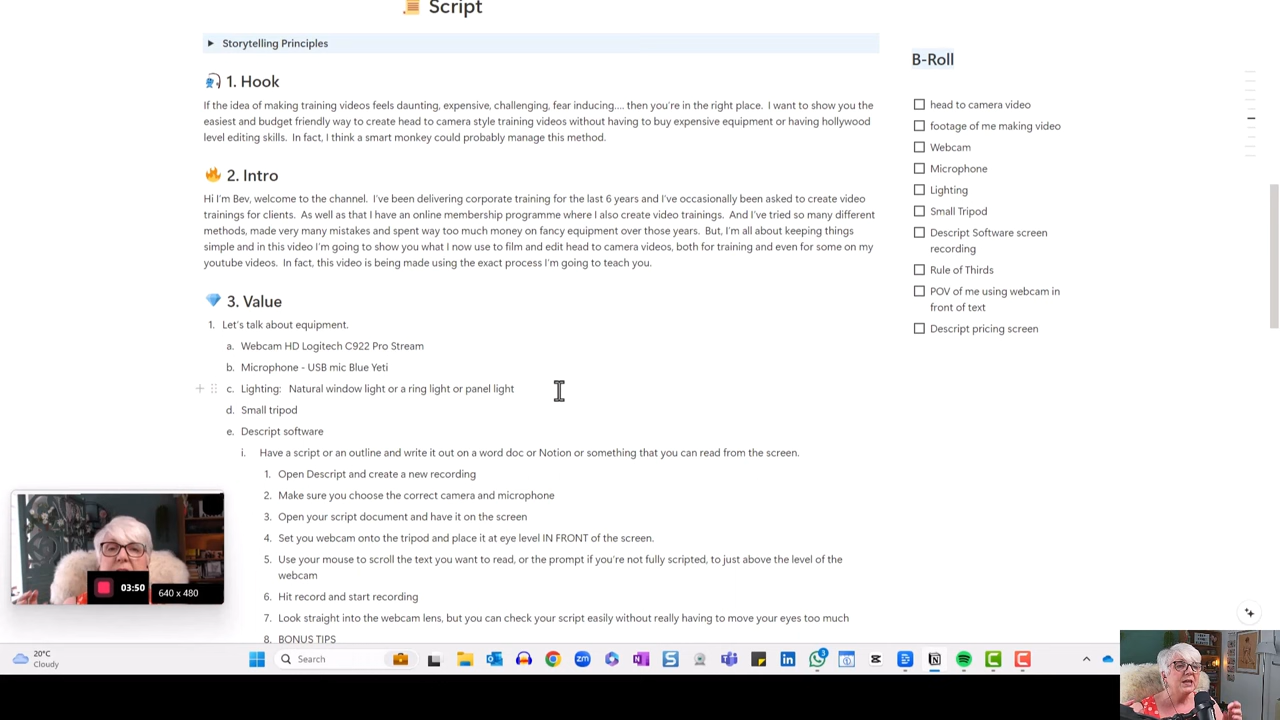 Script
Storytelling Principles
1. Hook
If the idea of making training videos feels daunting, expensive, challenging, fear inducing.... then you're in the right place. I want to show you the
easiest and budget friendly way to create head to camera style training videos without having to buy expensive equipment or having hollywood
level editing skills. In fact, I think a smart monkey could probably manage this method.
2. Intro
Hi I'm Bev, welcome to the channel. I've been delivering corporate training for the last 6 years and I've occasionally been asked to create video
trainings for clients. As well as that I have an online membership programme where I also create video trainings. And I've tried so many different
methods, made very many mistakes and spent way too much money on fancy equipment over those years. But, I'm all about keeping things
simple and in this video I'm going to show you what I now use to film and edit head to camera videos, both for training and even for some on my
youtube videos. In fact, this video is being made using the exact process I'm going to teach you.
3. Value
1. Let's talk about equipment.
a. Webcam HD Logitech C922 Pro Stream
b. Microphone - USB mic Blue Yeti
c. Lighting: Natural window light or a ring light or panel light
d. Small tripod
e. Descript software
i. Have a script or an outline and write it out on a word doc or Notion or something that you can read from the screen.
1. Open Descript and create a new recording
2. Make sure you choose the correct camera and microphone
3. Open your script document and have it on the screen
4. Set you webcam onto the tripod and place it at eye level IN FRONT of the screen.
5. Use your mouse to scroll the text you want to read, or the prompt if you're not fully scripted, to just above the level of the
webcam
6. Hit record and start recording
7. Look straight into the webcam lens, but you can check your script easily without really having to move your eyes too much
8. BONUS TIPS
B-Roll
head to camera video
footage of me making video
Webcam
Microphone
Lighting
Small Tripod
Descript Software screen
recording
Rule of Thirds
POV of me using webcam in
front of text
Descript pricing screen
03:50
640 x 480
20°C
Cloudy
Search
zm
3